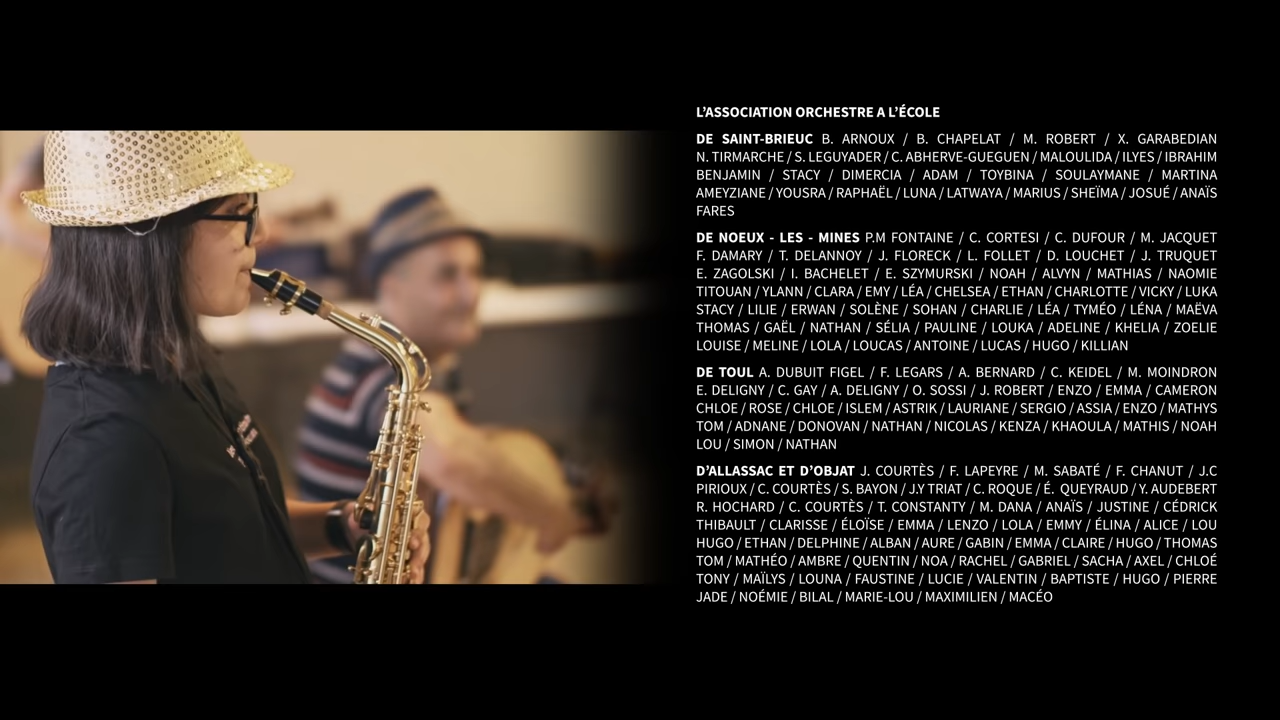 L'ASSOCIATION ORCHESTRE A L'ÉCOLE
DE SAINT-BRIEUC B. ARNOUX / B. CHAPELAT / M. ROBERT / X. GARABEDIAN
N. TIRMARCHE / S. LEGUYADER / C. ABHERVE-GUEGUEN / MALOULIDA / ILYES / IBRAHIM
BENJAMIN / STACY / DIMERCIA / ADAM / TOYBINA / SOULAYMANE / MARTINA
AMEYZIANE / YOUSRA / RAPHAËL / LUNA / LATWAYA / MARIUS / SHEÏMA / JOSUÉ / ANAÏS
FARES
DE NOEUX - LES - MINES P.M FONTAINE / C. CORTESI / C. DUFOUR / M. JACQUET
F. DAMARY / T. DELANNOY / J. FLORECK / L. FOLLET / D. LOUCHET / J. TRUQUET
E. ZAGOLSKI / I. BACHELET / E. SZYMURSKI / NOAH / ALVYN / MATHIAS / NAOMIE
TITOUAN / YLANN / CLARA / EMY / LÉA / CHELSEA / ETHAN / CHARLOTTE / VICKY / LUKA
STACY / LILIE / ERWAN / SOLÈNE / SOHAN / CHARLIE / LÉA / TYMÉO / LÉNA / MAËVA
THOMAS / GAËL / NATHAN / SÉLIA / PAULINE / LOUKA / ADELINE / KHELIA / ZOELIE
LOUISE / MELINE / LOLA / LOUCAS / ANTOINE / LUCAS / HUGO / KILLIAN
DE TOUL A. DUBUIT FIGEL / F. LEGARS / A. BERNARD / C. KEIDEL / M. MOINDRON
E. DELIGNY / C. GAY / A. DELIGNY / O. SOSSI / J. ROBERT / ENZO / EMMA / CAMERON
CHLOE / ROSE / CHLOE / ISLEM / ASTRIK / LAURIANE / SERGIO / ASSIA / ENZO / MATHYS
TOM / ADNANE / DONOVAN / NATHAN / NICOLAS / KENZA / KHAOULA / MATHIS / NOAH
LOU / SIMON / NATHAN
D'ALLASSAC ET D'OBJAT J. COURTÈS / F. LAPEYRE / M. SABATÉ / F. CHANUT / J.C
PIRIOUX / C. COURTÈS / S. BAYON / J.Y TRIAT / C. ROQUE / É. QUEYRAUD / Y. AUDEBERT
R. HOCHARD / C. COURTÈS / T. CONSTANTY / M. DANA / ANAÏS / JUSTINE / CÉDRICK
THIBAULT / CLARISSE / ÉLOÏSE / EMMA / LENZO / LOLA / EMMY / ÉLINA / ALICE / LOU
HUGO / ETHAN / DELPHINE / ALBAN / AURE / GABIN / EMMA / CLAIRE / HUGO / THOMAS
TOM / MATHÉO / AMBRE / QUENTIN / NOA / RACHEL / GABRIEL / SACHA / AXEL / CHLOÉ
TONY / MAÏLYS / LOUNA / FAUSTINE / LUCIE / VALENTIN / BAPTISTE / HUGO / PIERRE
JADE / NOÉMIE / BILAL / MARIE-LOU / MAXIMILIEN / MACÉO